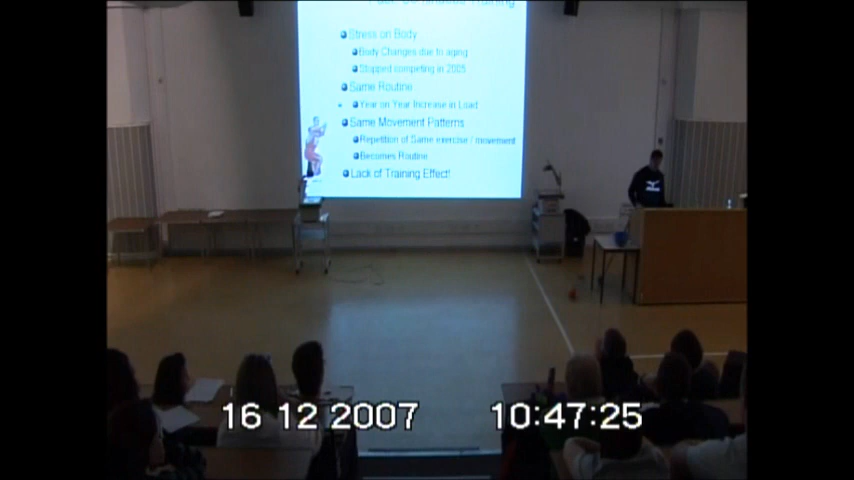 Training
Stress on Body
Body Changes due to aging
Stopped competing in 2005
Same Routine
Year on Year Increase in Load
Same Movement Patterns
Repetition of Same exercise / movement
Becomes Routine
Lack of Training Effect!
16 12 2007 10:47:25